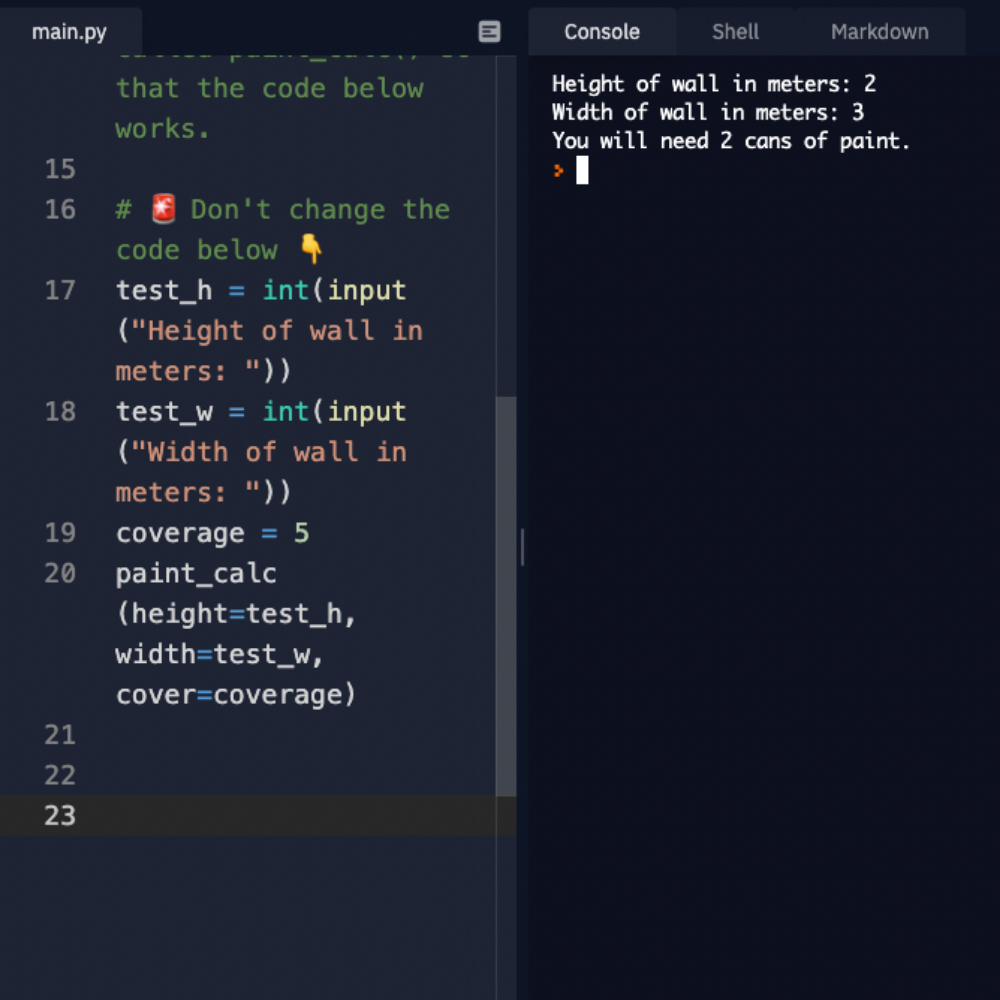 main.py
that the code below
works.
15
16 # 🚨 Don't change the
code below 👇
17 test_h = int(input
("Height of wall in
meters: "))
18 test_w = int(input
("Width of wall in
meters: "))
19 coverage = 5
20 paint_calc
(height=test_h,
width=test_w,
cover=coverage)
21
22
23
Console Shell Markdown
Height of wall in meters: 2
Width of wall in meters: 3
You will need 2 cans of paint.
>